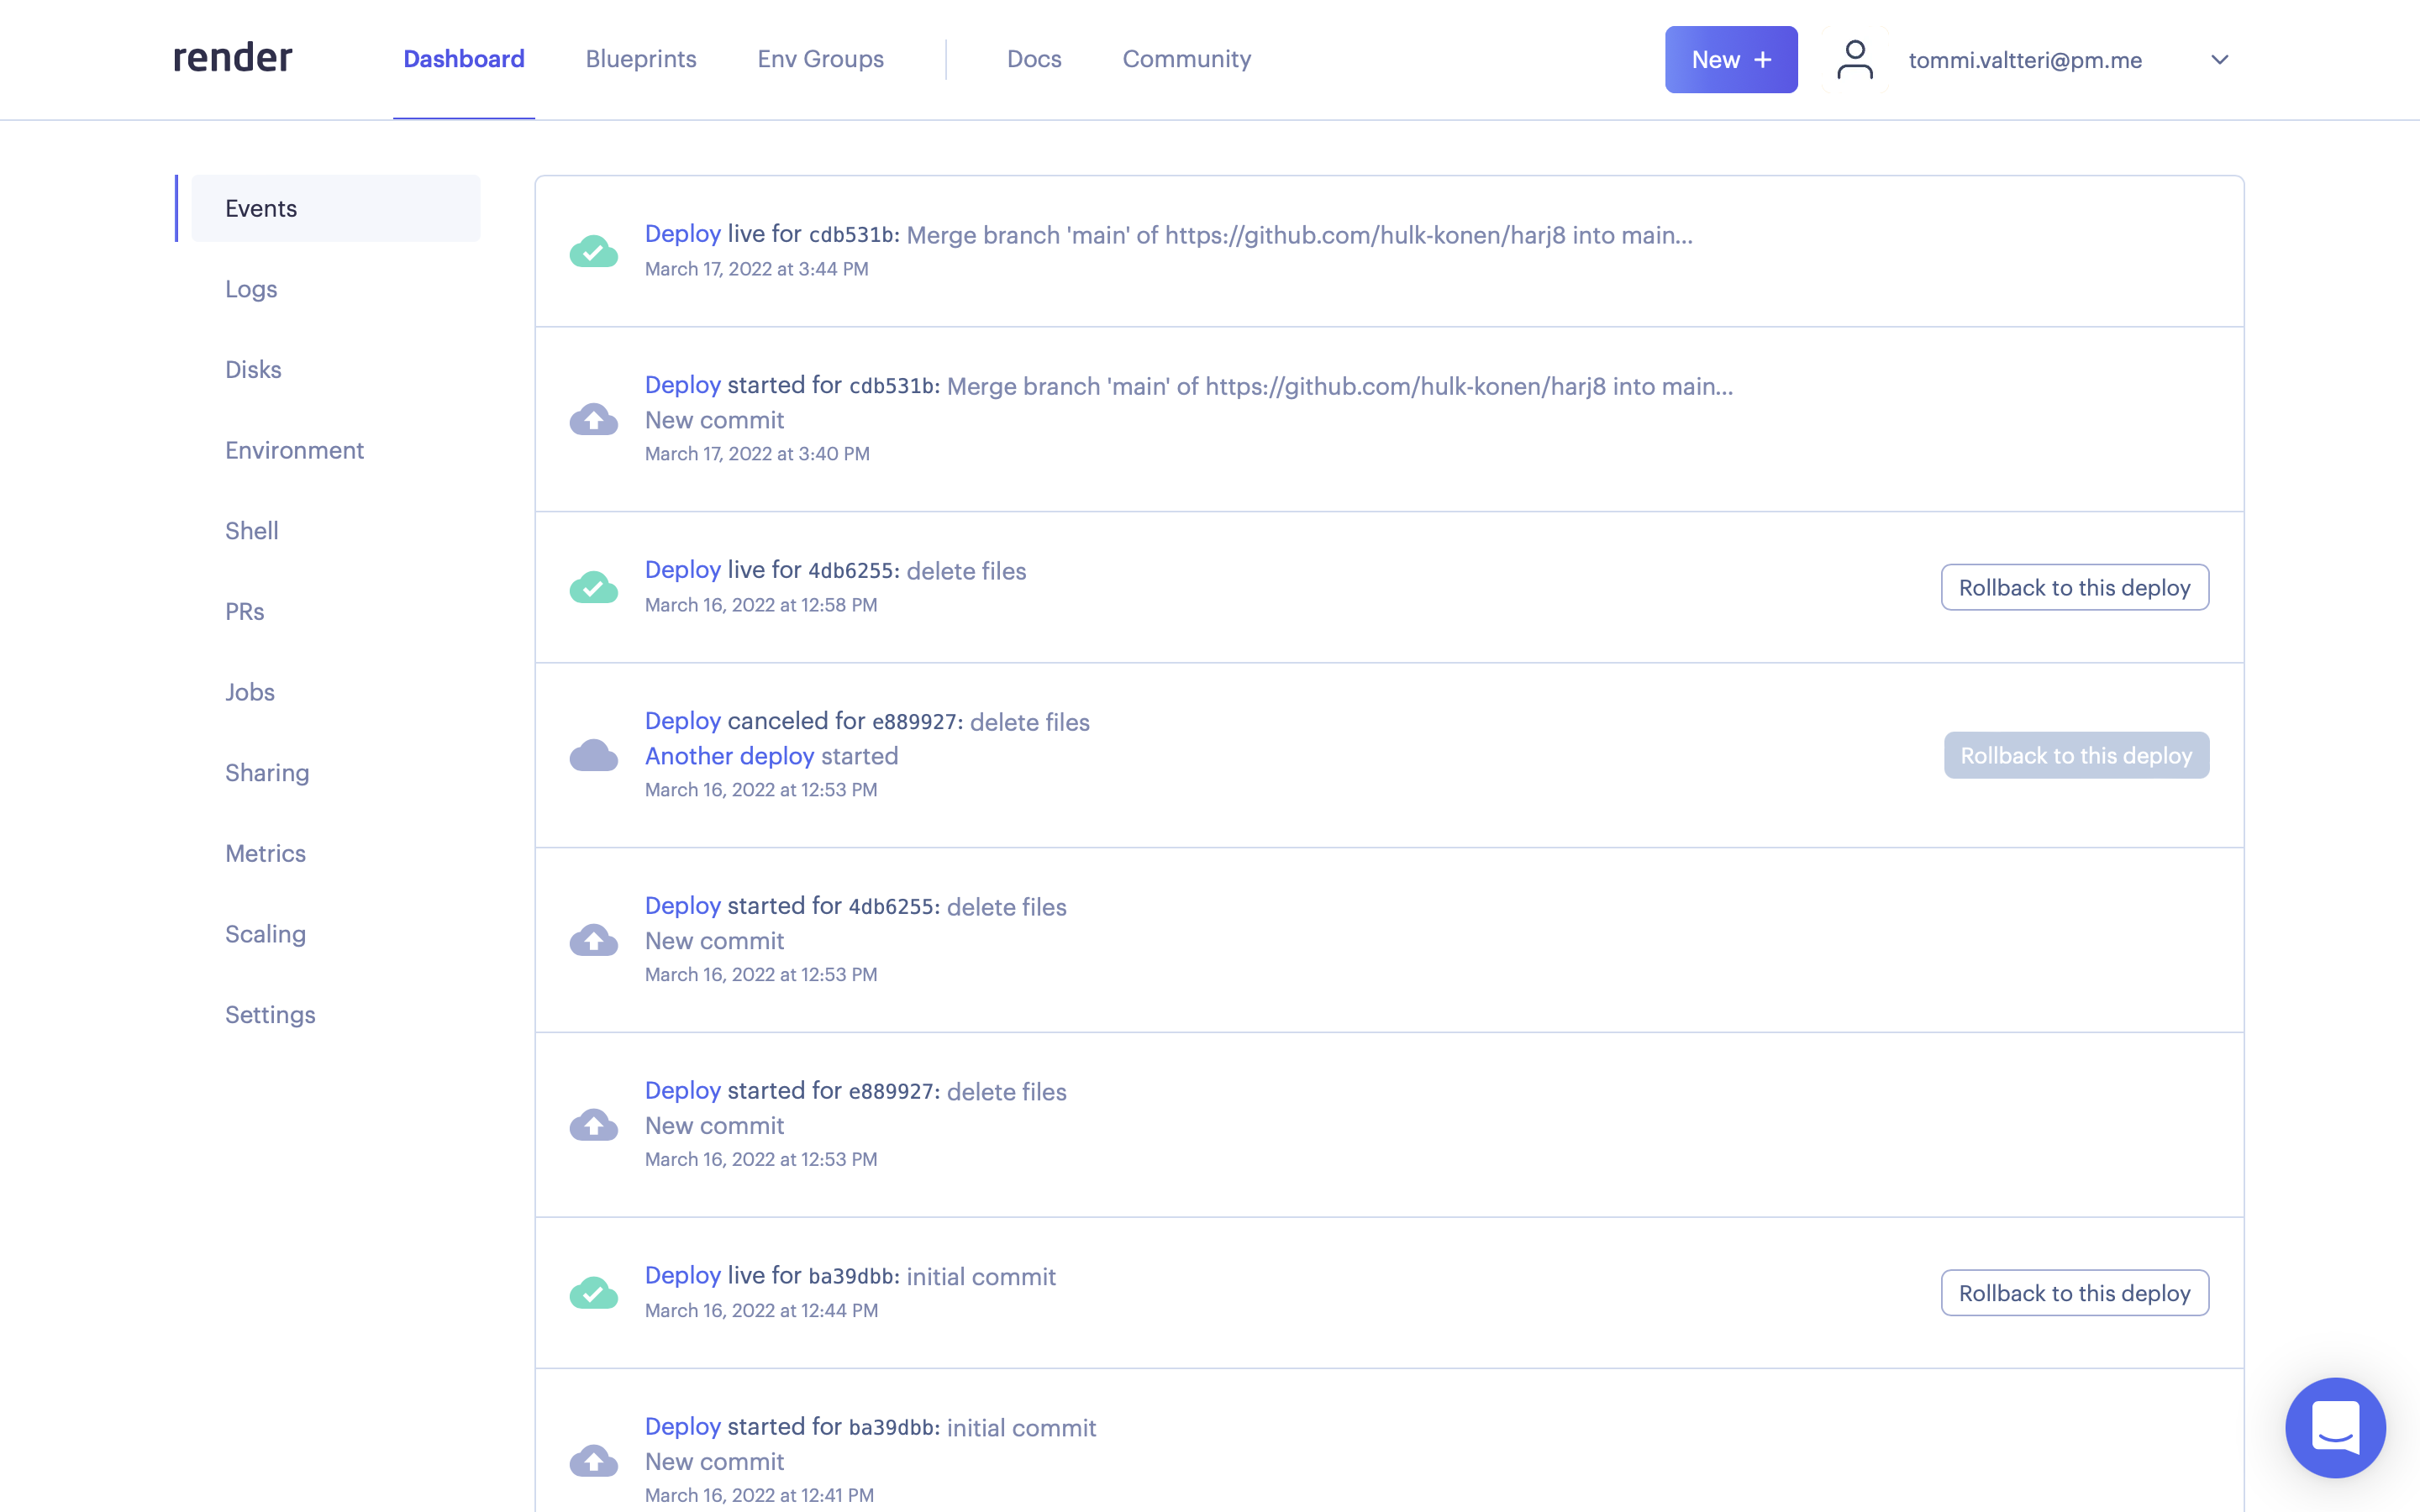 render
Dashboard
Blueprints
Env Groups
Docs
Community
New +
tommi.valtteri@pm.me
Events
Logs
Disks
Environment
Shell
PRs
Jobs
Sharing
Metrics
Scaling
Settings
Deploy live for cdb531b: Merge branch 'main' of https://github.com/hulk-konen/harj8 into main...
March 17, 2022 at 3:44 PM
Deploy started for cdb531b: Merge branch 'main' of https://github.com/hulk-konen/harj8 into main...
New commit
March 17, 2022 at 3:40 PM
Deploy live for 4db6255: delete files
March 16, 2022 at 12:58 PM
Rollback to this deploy
Deploy canceled for e889927: delete files
Another deploy started
March 16, 2022 at 12:53 PM
Rollback to this deploy
Deploy started for 4db6255: delete files
New commit
March 16, 2022 at 12:53 PM
Deploy started for e889927: delete files
New commit
March 16, 2022 at 12:53 PM
Deploy live for ba39dbb: initial commit
March 16, 2022 at 12:44 PM
Rollback to this deploy
Deploy started for ba39dbb: initial commit
New commit
March 16, 2022 at 12:41 PM